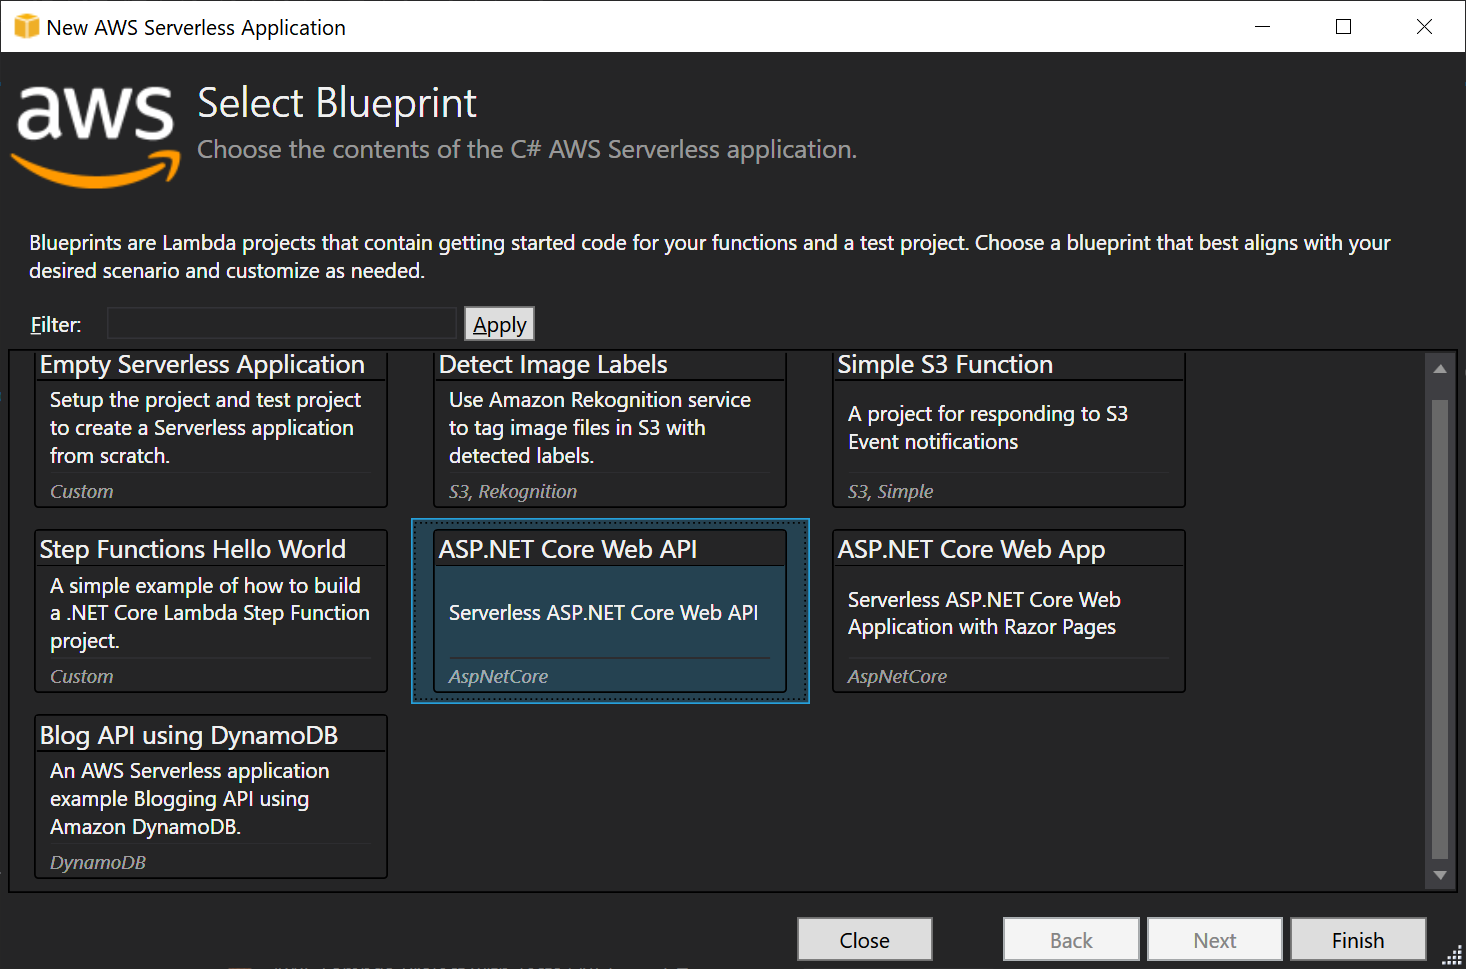 New AWS Serverless Application
aws
Select Blueprint
Choose the contents of the C# AWS Serverless application.
Blueprints are Lambda projects that contain getting started code for your functions and a test project. Choose a blueprint that best aligns with your
desired scenario and customize as needed.
Filter:
Apply
Empty Serverless Application
Setup the project and test project
to create a Serverless application
from scratch.
Custom
Detect Image Labels
Use Amazon Rekognition service
to tag image files in S3 with
detected labels.
S3, Rekognition
Simple S3 Function
A project for responding to S3
Event notifications
S3, Simple
Step Functions Hello World
A simple example of how to build
a .NET Core Lambda Step Function
project.
Custom
ASP.NET Core Web API
Serverless ASP.NET Core Web API
AspNetCore
ASP.NET Core Web App
Serverless ASP.NET Core Web
Application with Razor Pages
AspNetCore
Blog API using DynamoDB
An AWS Serverless application
example Blogging API using
Amazon DynamoDB.
DynamoDB
Close
Back
Next
Finish